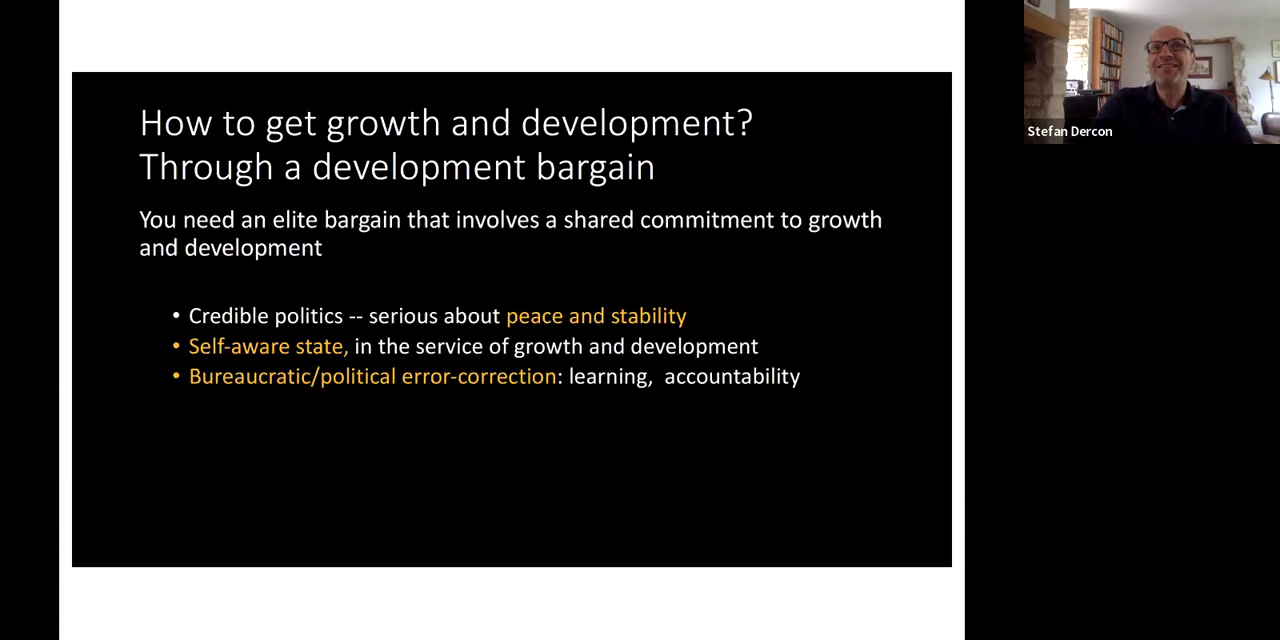 How to get growth and development?
Through a development bargain
You need an elite bargain that involves a shared commitment to growth
and development
• Credible politics -- serious about peace and stability
• Self-aware state, in the service of growth and development
• Bureaucratic/political error-correction: learning,  accountability
Stefan Dercon